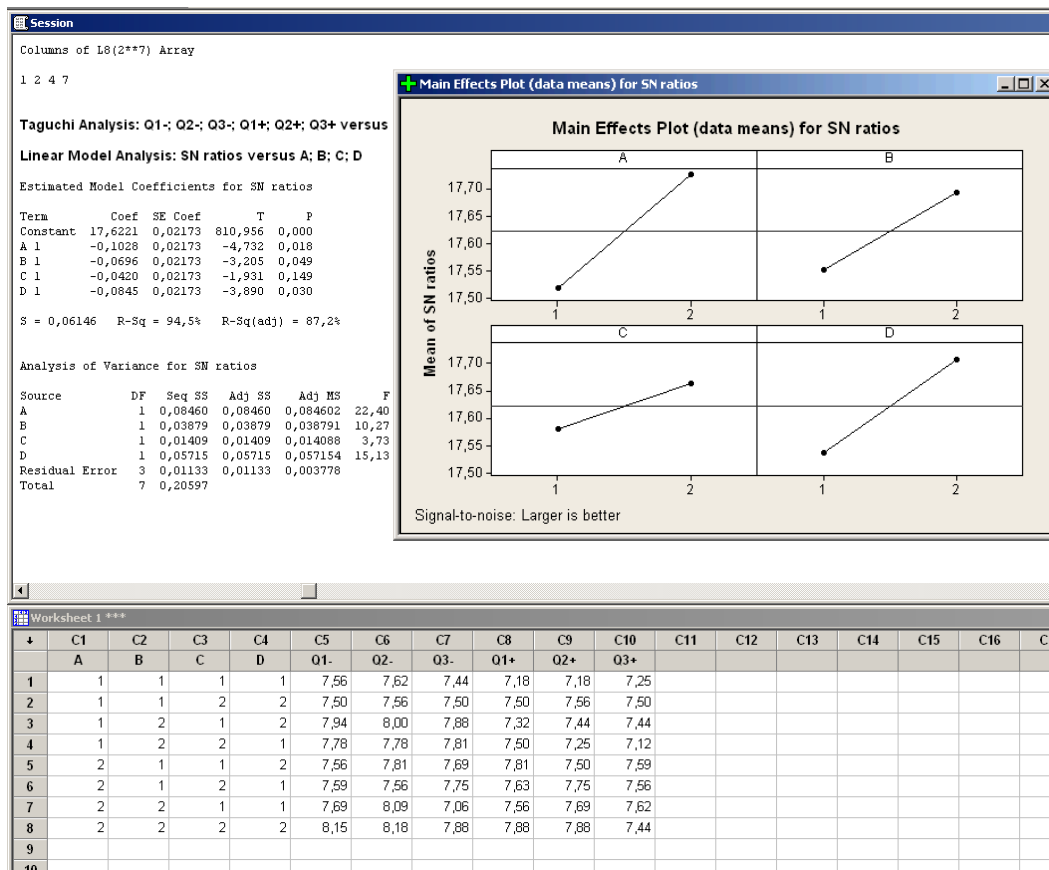 Session
Columns of L8(2**7) Array
1 2 4 7
Taguchi Analysis: Q1-; Q2-; Q3-; Q1+; Q2+; Q3+ versus
Linear Model Analysis: SN ratios versus A; B; C; D
Estimated Model Coefficients for SN ratios
Term Coef SE Coef T P
Constant 17,6221 0,02173 810,956 0,000
A 1 -0,1028 0,02173 -4,732 0,018
B 1 -0,0696 0,02173 -3,205 0,049
C 1 -0,0420 0,02173 -1,931 0,149
D 1 -0,0845 0,02173 -3,890 0,030
S = 0,06146 R-Sq = 94,5% R-Sq(adj) = 87,2%
Analysis of Variance for SN ratios
Source DF Seq SS Adj SS Adj MS F
A 1 0,08460 0,08460 0,084602 22,40
B 1 0,03879 0,03879 0,038791 10,27
C 1 0,01409 0,01409 0,014088 3,73
D 1 0,05715 0,05715 0,057154 15,13
Residual Error 3 0,01133 0,01133 0,003778
Total 7 0,20597
Main Effects Plot (data means) for SN ratios
Main Effects Plot (data means) for SN ratios
Mean of SN ratios
A B
17,70
17,65
17,60
17,55
17,50
1 2 1 2
C D
17,70
17,65
17,60
17,55
17,50
1 2 1 2
Signal-to-noise: Larger is better
Worksheet 1 ***
C1 C2 C3 C4 C5 C6 C7 C8 C9 C10 C11 C12 C13 C14 C15 C16 C
A B C D Q1- Q2- Q3- Q1+ Q2+ Q3+
1 1 1 1 1 7,56 7,62 7,44 7,18 7,18 7,25
2 1 1 2 2 7,50 7,56 7,50 7,50 7,56 7,50
3 1 2 1 2 7,94 8,00 7,88 7,32 7,44 7,44
4 1 2 2 1 7,78 7,78 7,81 7,50 7,25 7,12
5 2 1 1 2 7,56 7,81 7,69 7,81 7,50 7,59
6 2 1 2 1 7,59 7,56 7,75 7,63 7,75 7,56
7 2 2 1 1 7,69 8,09 7,06 7,56 7,69 7,62
8 2 2 2 2 8,15 8,18 7,88 7,88 7,88 7,44
9
10